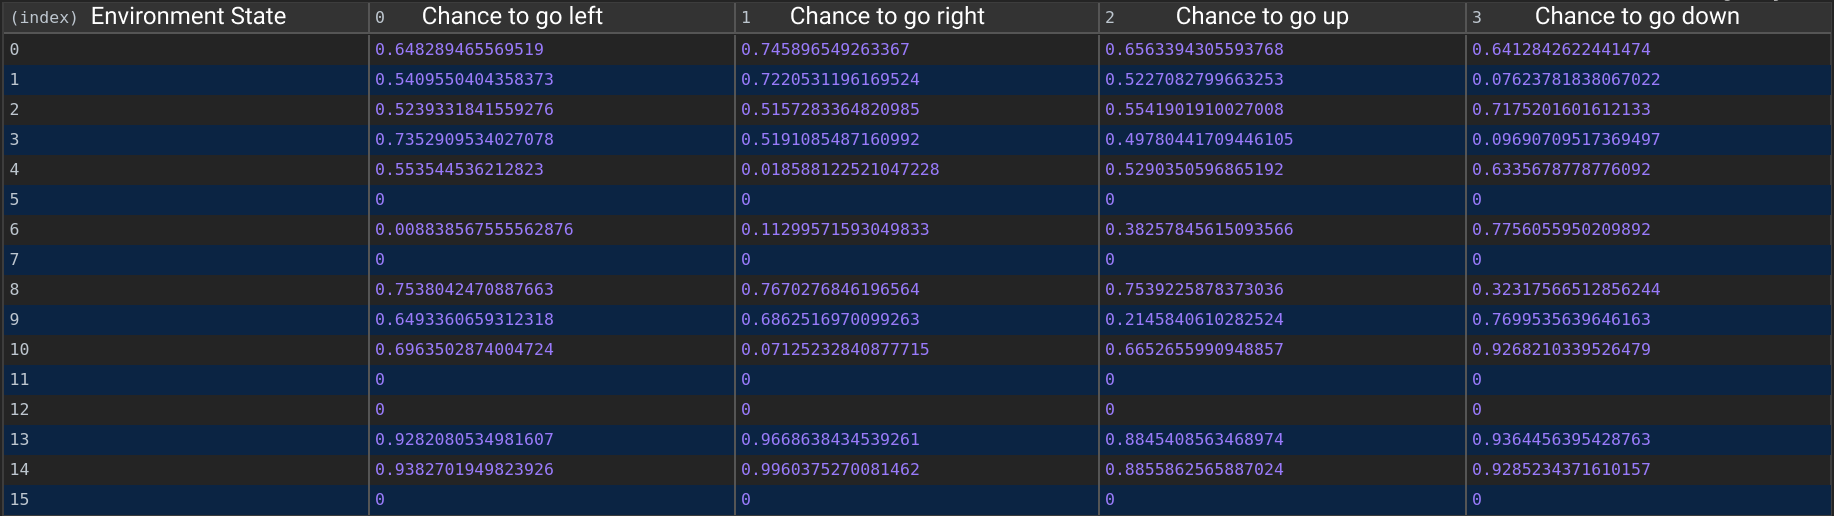 (index) Environment State 0 Chance to go left 1 Chance to go right 2 Chance to go up 3 Chance to go down
0 0.648289465569519 0.745896549263367 0.6563394305593768 0.6412842622441474
1 0.5409550404358373 0.7220531196169524 0.5227082799663253 0.07623781838067022
2 0.5239331841559276 0.5157283364820985 0.5541901910027008 0.7175201601612133
3 0.7352909534027078 0.5191085487160992 0.49780441709446105 0.09690709517369497
4 0.553544536212823 0.018588122521047228 0.5290350596865192 0.6335678778776092
5 0 0 0 0
6 0.008838567555562876 0.11299571593049833 0.38257845615093566 0.7756055950209892
7 0 0 0 0
8 0.7538042470887663 0.7670276846196564 0.7539225878373036 0.32317566512856244
9 0.6493360659312318 0.6862516970099263 0.2145840610282524 0.7699535639646163
10 0.6963502874004724 0.07125232840877715 0.6652655990948857 0.9268210339526479
11 0 0 0 0
12 0 0 0 0
13 0.9282080534981607 0.9668638434539261 0.8845408563468974 0.9364456395428763
14 0.9382701949823926 0.9960375270081462 0.8855862565887024 0.9285234371610157
15 0 0 0 0